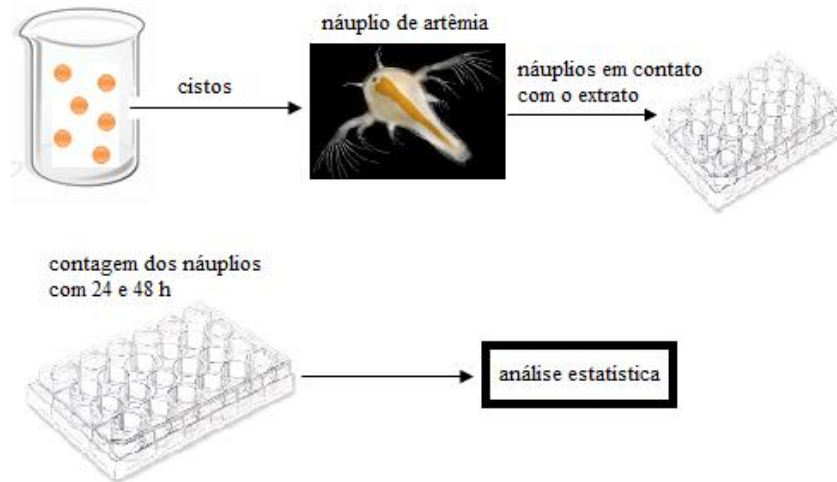 náuplio de artêmia
cistos
náuplios em contato
com o extrato
contagem dos náuplios
com 24 e 48 h
análise estatística